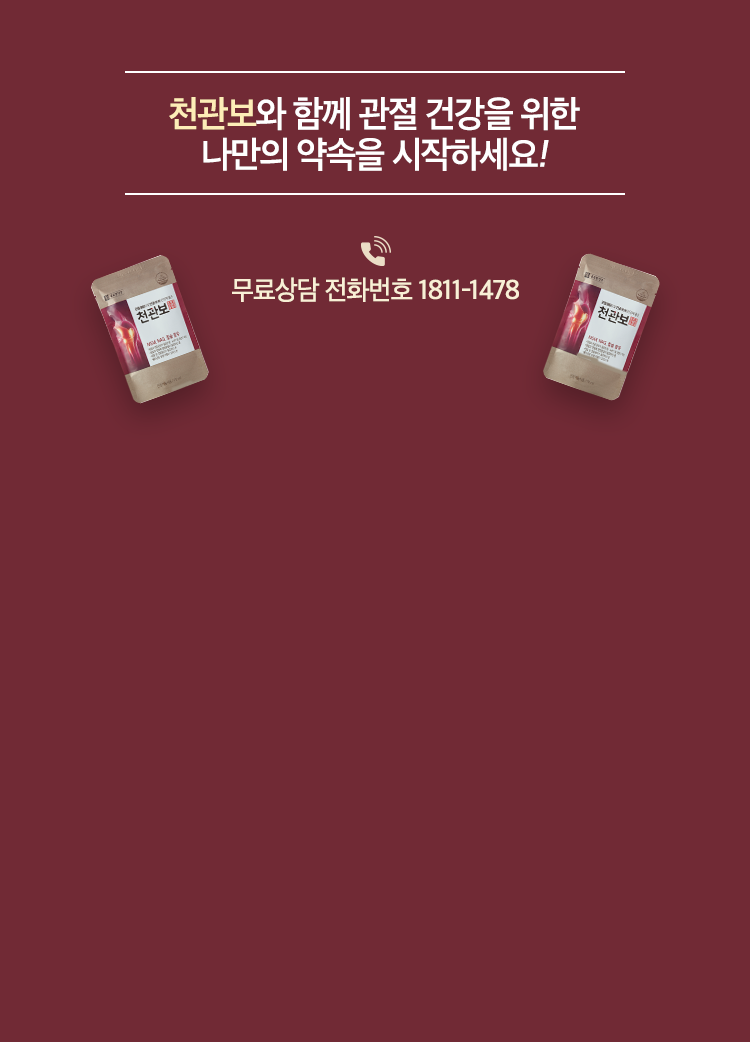 천관보와 함께 관절 건강을 위한
나만의 약속을 시작하세요!
무료상담 전화번호 1811-1478
천관보
천관보